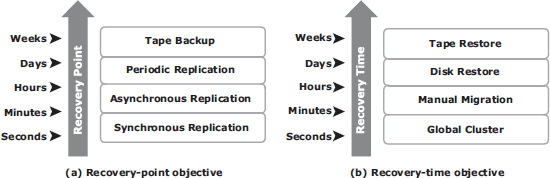 Weeks
Days
Hours
Minutes
Seconds
Recovery Point
Tape Backup
Periodic Replication
Asynchronous Replication
Synchronous Replication
(a) Recovery-point objective
Weeks
Days
Hours
Minutes
Seconds
Recovery Time
Tape Restore
Disk Restore
Manual Migration
Global Cluster
(b) Recovery-time objective